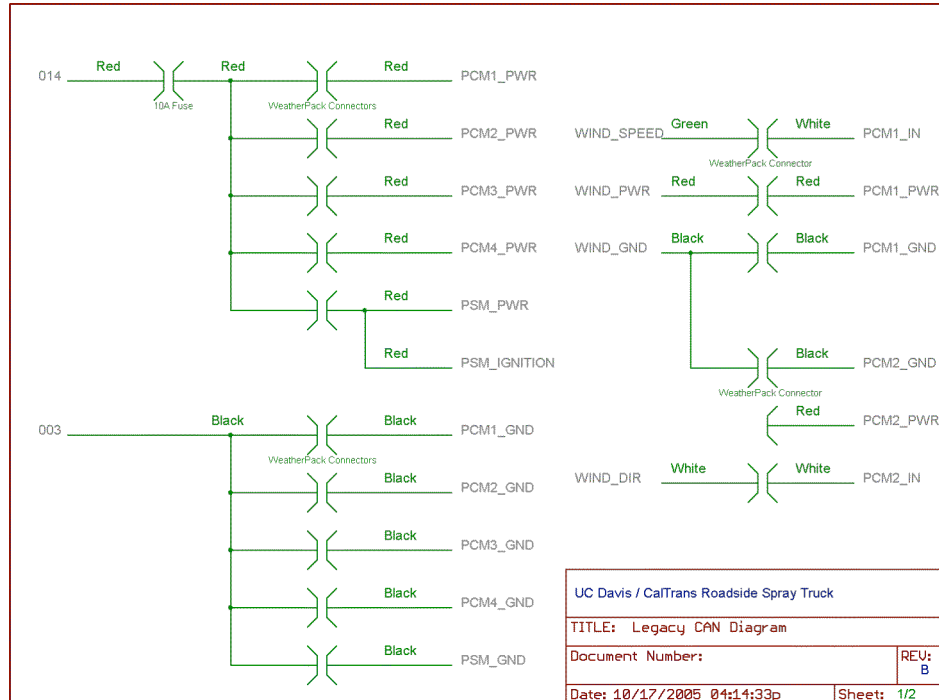 014 Red Red Red PCM1_PWR
10A Fuse WeatherPack Connectors
Red PCM2_PWR
Red PCM3_PWR
Red PCM4_PWR
Red PSM_PWR
Red PSM_IGNITION
003 Black Black PCM1_GND
WeatherPack Connectors
Black PCM2_GND
Black PCM3_GND
Black PCM4_GND
Black PSM_GND
WIND_SPEED Green White PCM1_IN
WeatherPack Connector
WIND_PWR Red Red PCM1_PWR
WIND_GND Black Black PCM1_GND
Black PCM2_GND
WeatherPack Connector
Red PCM2_PWR
WIND_DIR White White PCM2_IN
UC Davis / CalTrans Roadside Spray Truck
TITLE: Legacy CAN Diagram
Document Number: REV:
B
Date: 10/17/2005 04:14:33p Sheet: 1/2